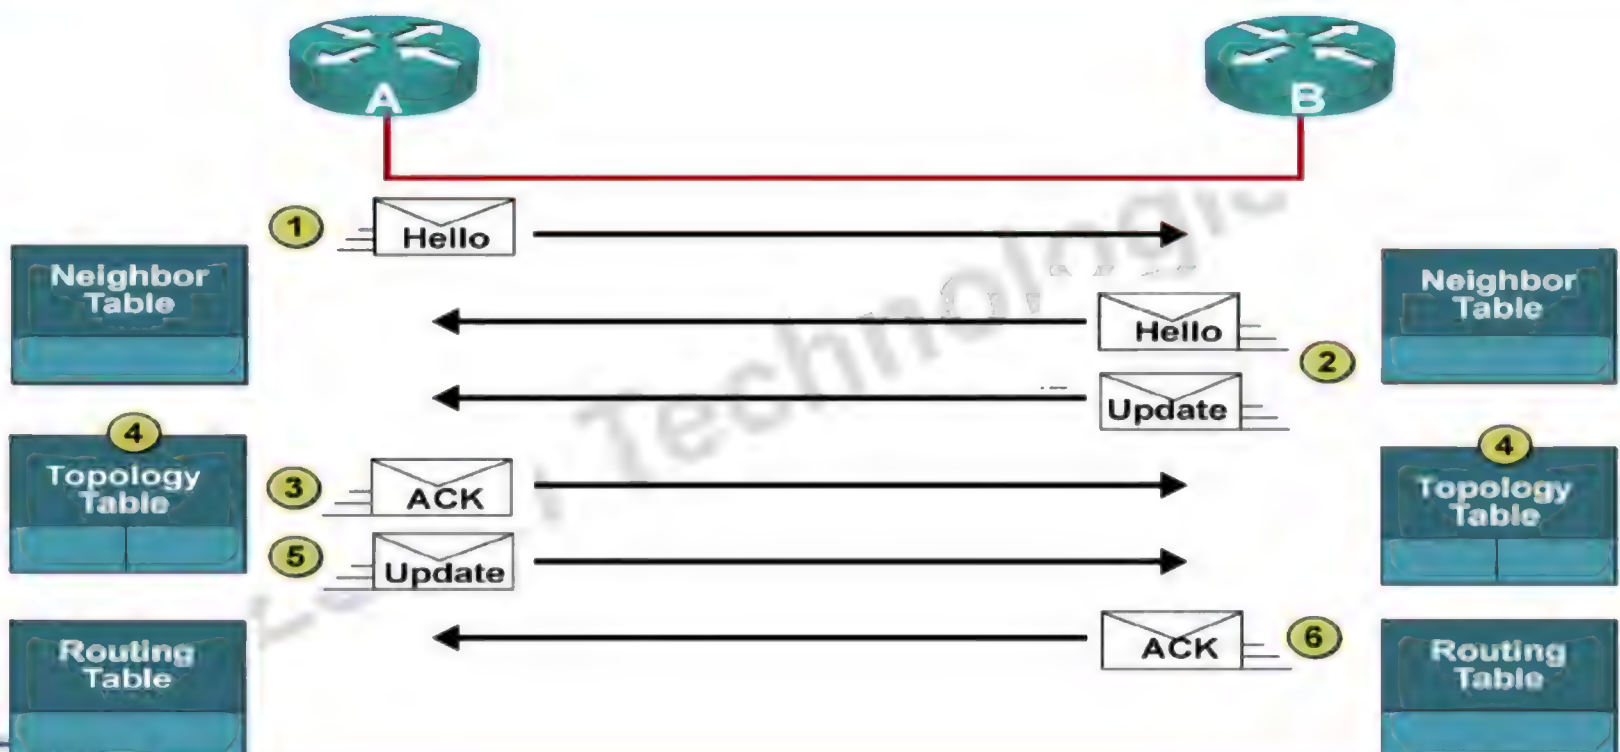 A
B
1
Hello
Neighbor
Table
Neighbor
Table
Hello
2
Update
4
Topology
Table
3
ACK
4
Topology
Table
5
Update
Routing
Table
ACK
6
Routing
Table